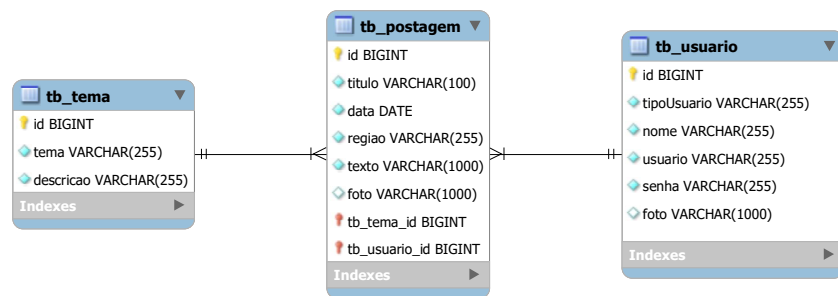 tb_tema
id BIGINT
tema VARCHAR(255)
descricao VARCHAR(255)
Indexes
tb_postagem
id BIGINT
titulo VARCHAR(100)
data DATE
regiao VARCHAR(255)
texto VARCHAR(1000)
foto VARCHAR(1000)
tb_tema_id BIGINT
tb_usuario_id BIGINT
Indexes
tb_usuario
id BIGINT
tipoUsuario VARCHAR(255)
nome VARCHAR(255)
usuario VARCHAR(255)
senha VARCHAR(255)
foto VARCHAR(1000)
Indexes